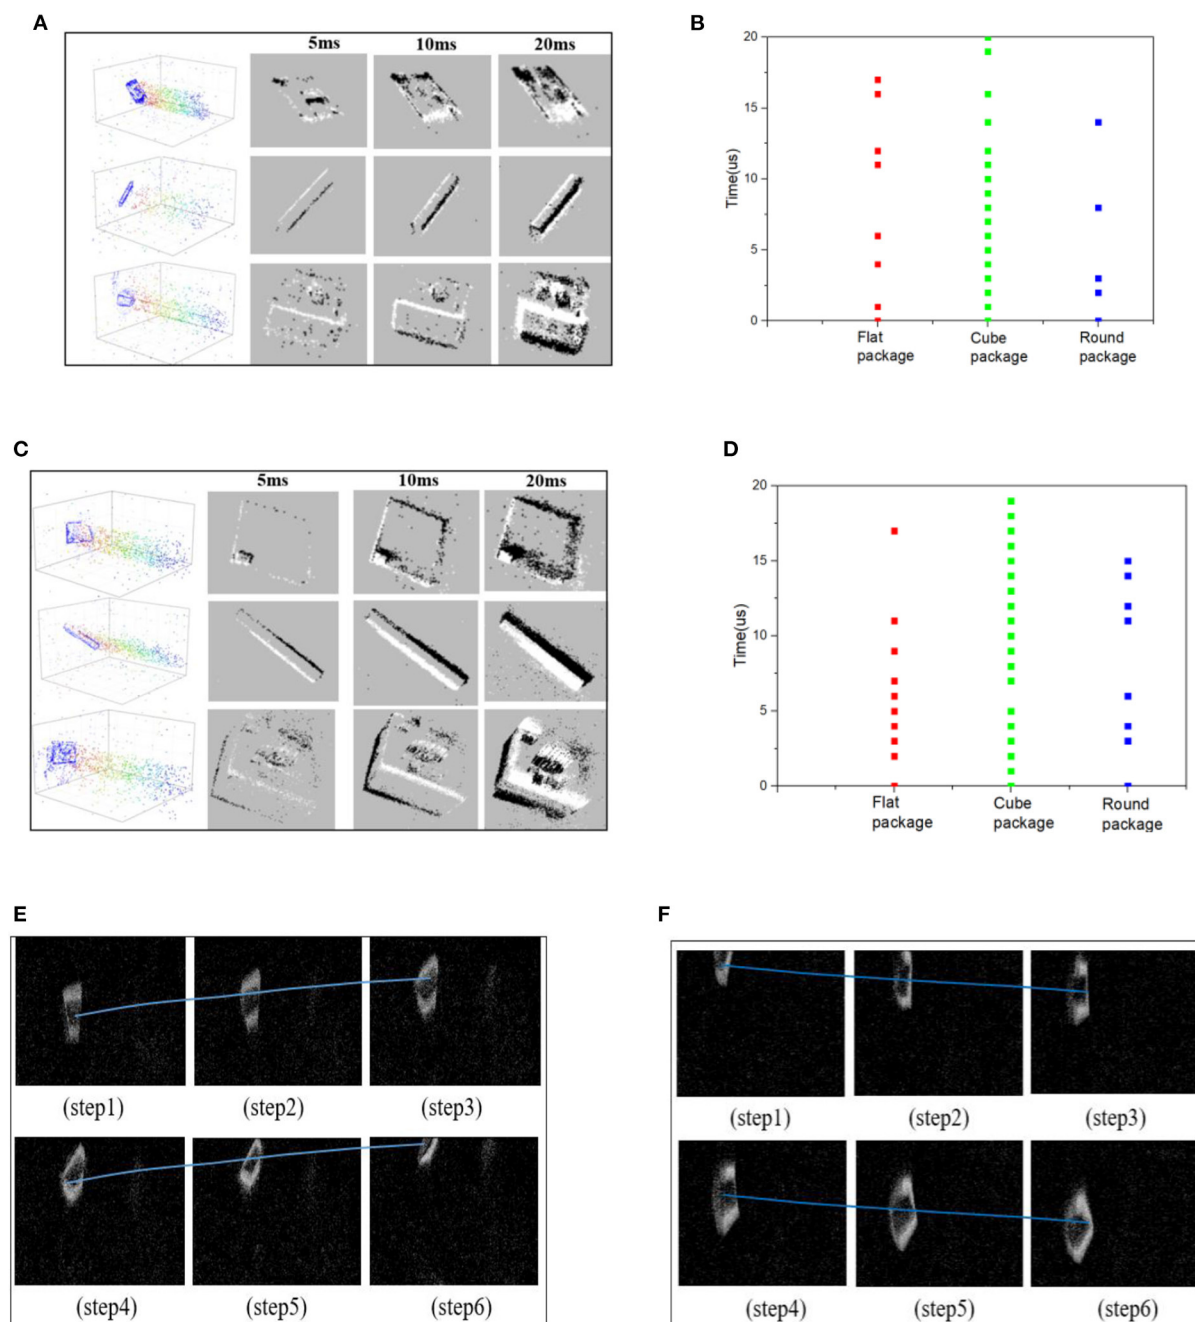 A
5ms 10ms 20ms
B
20
15
10
5
0
Time(us)
Flat package
Cube package
Round package
C
5ms 10ms 20ms
D
20
15
10
5
0
Time(us)
Flat package
Cube package
Round package
E
(step1) (step2) (step3)
(step4) (step5) (step6)
F
(step1) (step2) (step3)
(step4) (step5) (step6)